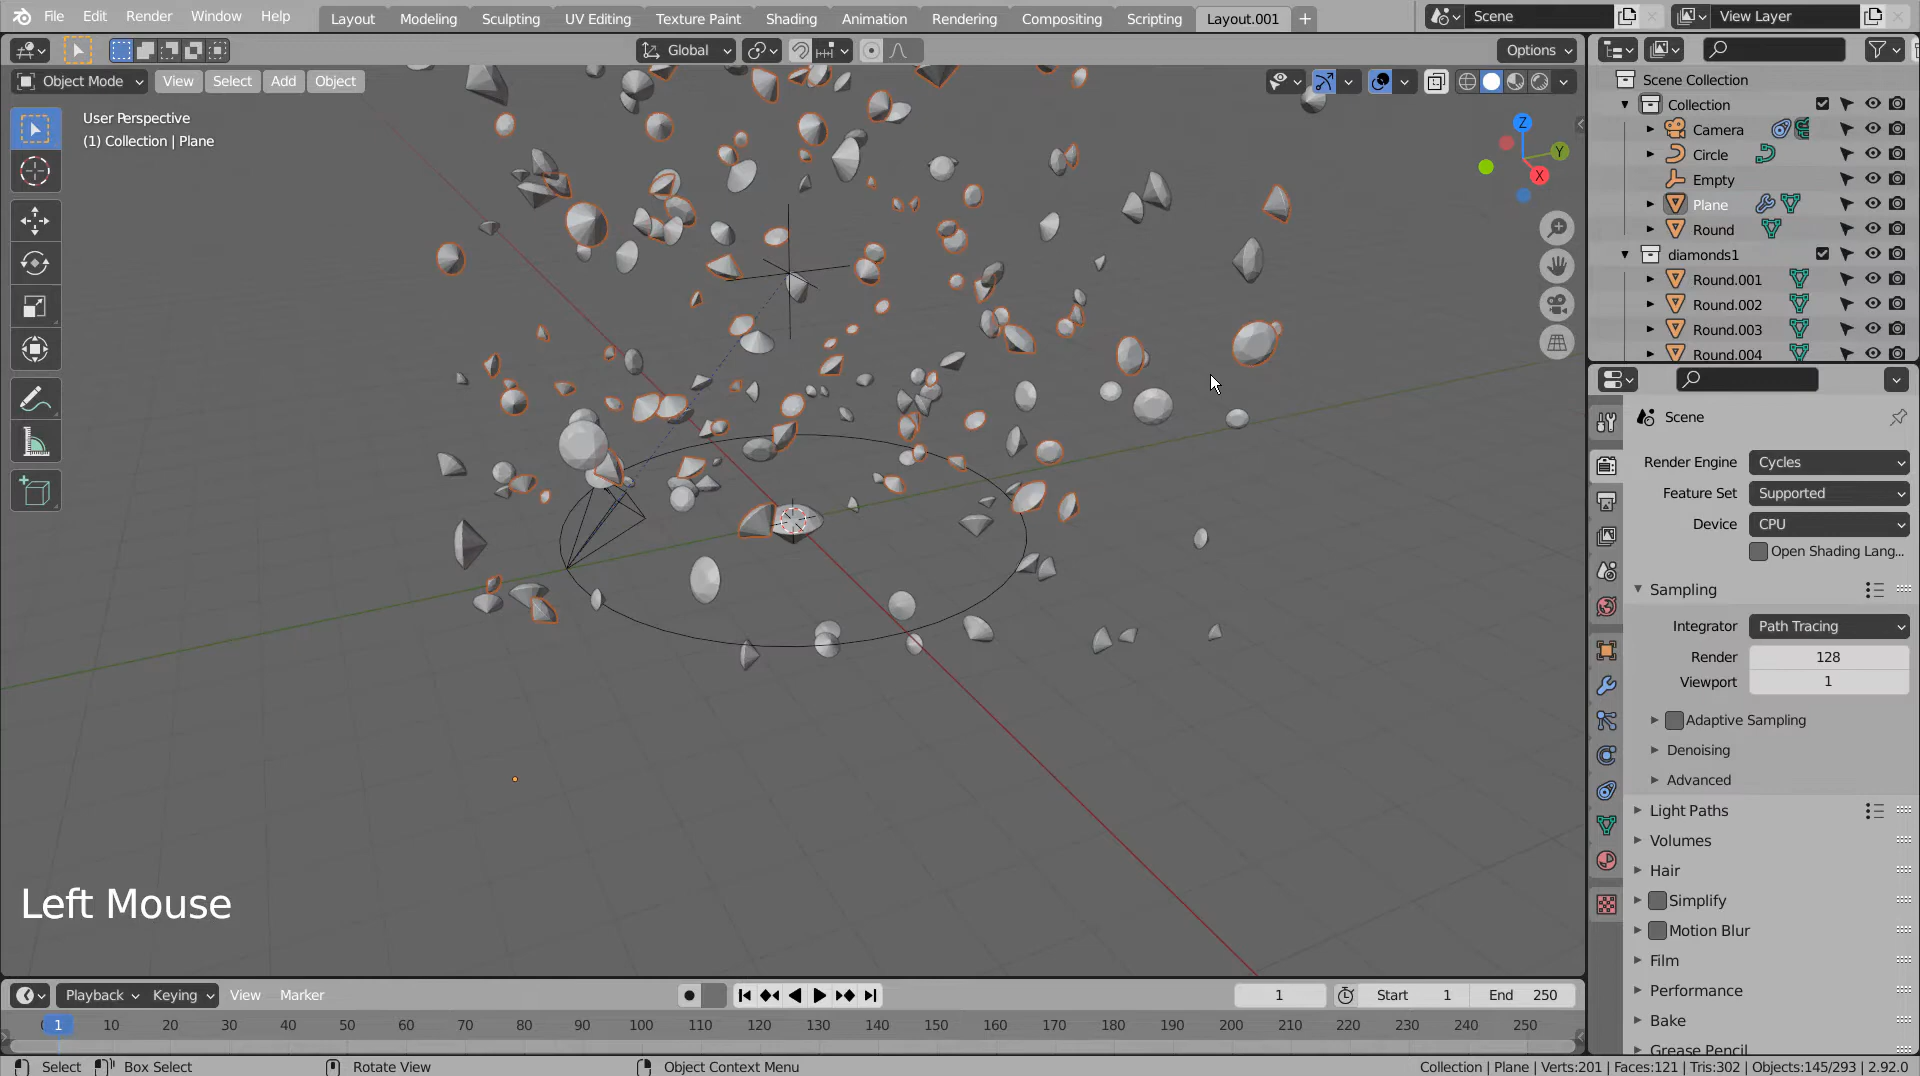 File Edit Render Window Help Layout Modeling Sculpting UV Editing Texture Paint Shading Animation Rendering Compositing Scripting Layout.001 + Scene View Layer
Global Options
Object Mode View Select Add Object
User Perspective
(1) Collection | Plane
Z
Y
X
Scene Collection
Collection
Camera
Circle
Empty
Plane
Round
diamonds1
Round.001
Round.002
Round.003
Round.004
Scene
Render Engine Cycles
Feature Set Supported
Device CPU
Open Shading Lang...
Sampling
Integrator Path Tracing
Render 128
Viewport 1
Adaptive Sampling
Denoising
Advanced
Light Paths
Volumes
Hair
Simplify
Motion Blur
Film
Performance
Bake
Grease Pencil
Left Mouse
Playback Keying View Marker 1 Start 1 End 250
1 10 20 30 40 50 60 70 80 90 100 110 120 130 140 150 160 170 180 190 200 210 220 230 240 250
Select Box Select Rotate View Object Context Menu Collection | Plane | Verts:201 | Faces:121 | Tris:302 | Objects:145/293 | 2.92.0